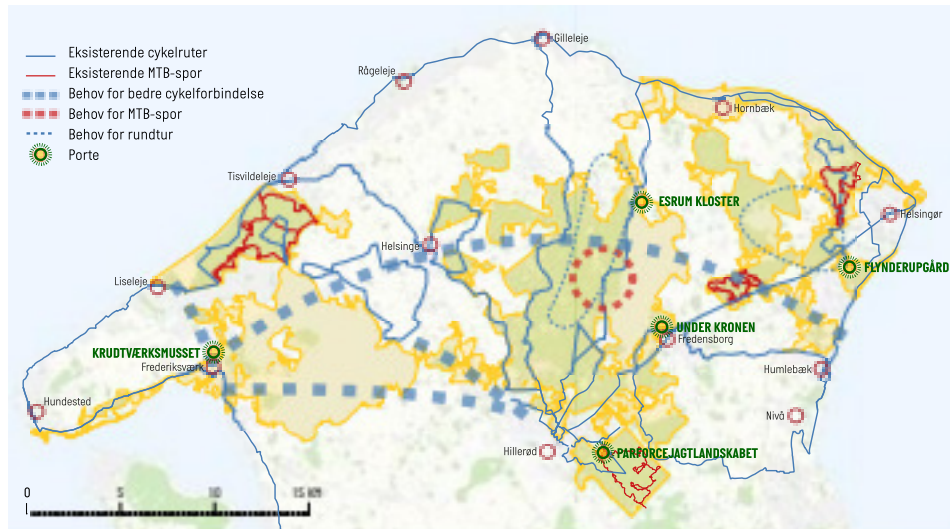 Gilleleje
Eksisterende cykelruter
Eksisterende MTB-spor
Rågeleje
Behov for bedre cykelforbindelse
Behov for MTB-spor
Hornbæk
Behov for rundtur
Porte
Tisvildeleje
ESRUM KLOSTER
Helsingør
Helsinge
FLYNDERUPGÅRD
Liseleje
UNDER KRONEN
Fredensborg
KRUDTVÆRKSMUSSET
Frederiksværk
Humlebæk
Hundested
Nivå
Hillerød
PARFORCEJAGTLANDSKABET
0 5 10 15 KM